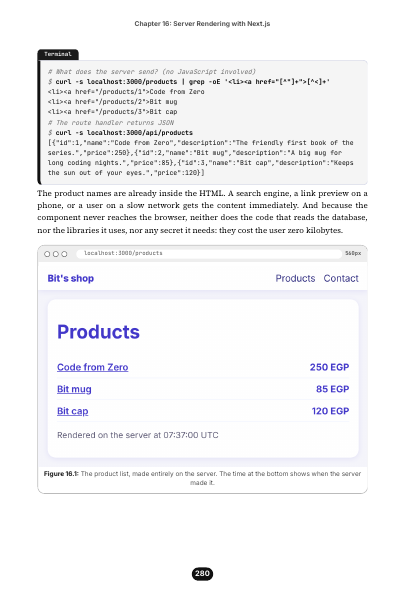 Chapter 16: Server Rendering with Next.js
Terminal
# What does the server send? (no JavaScript involved)
$ curl -s localhost:3000/products | grep -oE '<li><a href="[^"]+">[^<]+'
<li><a href="/products/1">Code from Zero
<li><a href="/products/2">Bit mug
<li><a href="/products/3">Bit cap
# The route handler returns JSON
$ curl -s localhost:3000/api/products
[{"id":1,"name":"Code from Zero","description":"The friendly first book of the
series.","price":250},{"id":2,"name":"Bit mug","description":"A big mug for
long coding nights.","price":85},{"id":3,"name":"Bit cap","description":"Keeps
the sun out of your eyes.","price":120}]
The product names are already inside the HTML. A search engine, a link preview on a
phone, or a user on a slow network gets the content immediately. And because the
component never reaches the browser, neither does the code that reads the database,
nor the libraries it uses, nor any secret it needs: they cost the user zero kilobytes.
localhost:3000/products
560px
Bit's shop
Products Contact
Products
Code from Zero 250 EGP
Bit mug 85 EGP
Bit cap 120 EGP
Rendered on the server at 07:37:00 UTC
Figure 16.1: The product list, made entirely on the server. The time at the bottom shows when the server
made it.
280